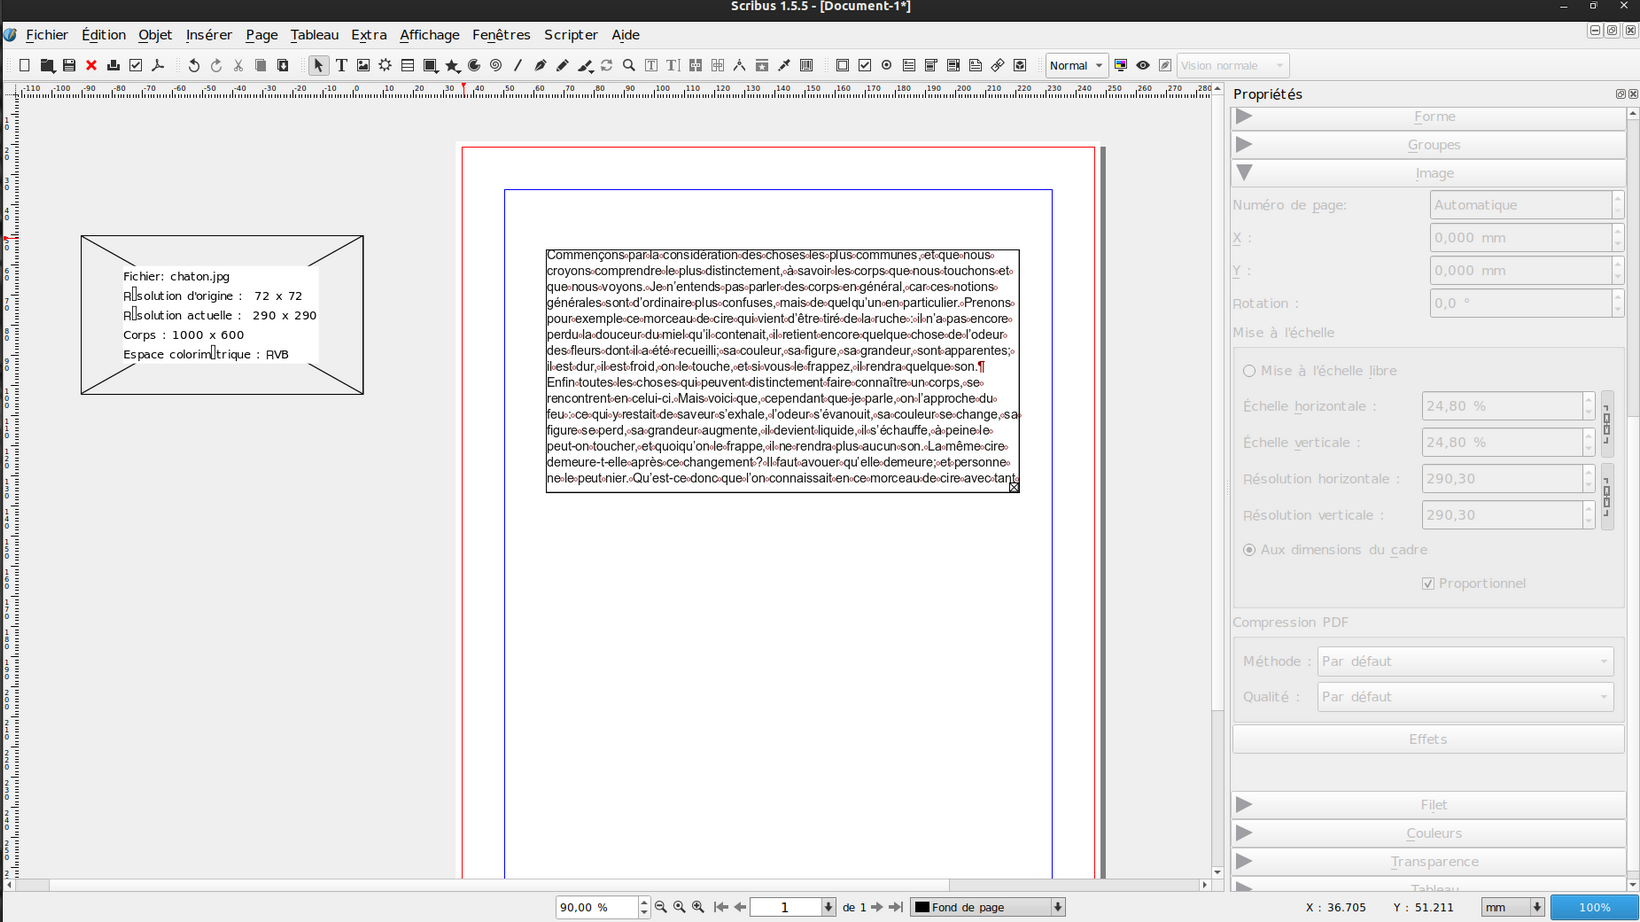 Scribus 1.5.5 - [Document-1*]
Fichier Édition Objet Insérer Page Tableau Extra Affichage Fenêtres Scripter Aide
Normal Vision normale
-110 -100 -90 -80 -70 -60 -50 -40 -30 -20 -10 0 10 20 30 40 50 60 70 80 90 100 110 120 130 140 150 160 170 180 190 200 210 220 230 240 250 260 270 280
Propriétés
Forme
Groupes
Image
Numéro de page: Automatique
X : 0,000 mm
Y : 0,000 mm
Rotation : 0,0 °
Mise à l'échelle
Mise à l'échelle libre
Échelle horizontale : 24,80 %
Échelle verticale : 24,80 %
Résolution horizontale : 290,30
Résolution verticale : 290,30
Aux dimensions du cadre
Proportionnel
Compression PDF
Méthode : Par défaut
Qualité : Par défaut
Effets
Filet
Couleurs
Transparence
Tableau
Fichier: chaton.jpg
R▯solution d'origine : 72 x 72
R▯solution actuelle : 290 x 290
Corps : 1000 x 600
Espace colorim▯trique : RVB
Commençons par la considération des choses les plus communes, et que nous
croyons comprendre le plus distinctement, à savoir les corps que nous touchons et
que nous voyons. Je n'entends pas parler des corps en général, car ces notions
générales sont d'ordinaire plus confuses, mais de quelqu'un en particulier. Prenons
pour exemple ce morceau de cire qui vient d'être tiré de la ruche : il n'a pas encore
perdu la douceur du miel qu'il contenait, il retient encore quelque chose de l'odeur
des fleurs dont il a été recueilli; sa couleur, sa figure, sa grandeur, sont apparentes;
il est dur, il est froid, on le touche, et si vous le frappez, il rendra quelque son.¶
Enfin toutes les choses qui peuvent distinctement faire connaître un corps, se
rencontrent en celui-ci. Mais voici que, cependant que je parle, on l'approche du
feu : ce qui y restait de saveur s'exhale, l'odeur s'évanouit, sa couleur se change, sa
figure se perd, sa grandeur augmente, il devient liquide, il s'échauffe, à peine le
peut-on toucher, et quoiqu'on le frappe, il ne rendra plus aucun son. La même cire
demeure-t-elle après ce changement? Il faut avouer qu'elle demeure; et personne
ne le peut nier. Qu'est-ce donc que l'on connaissait en ce morceau de cire avec tant
90,00 % 1 de 1 Fond de page X : 36.705 Y : 51.211 mm 100%